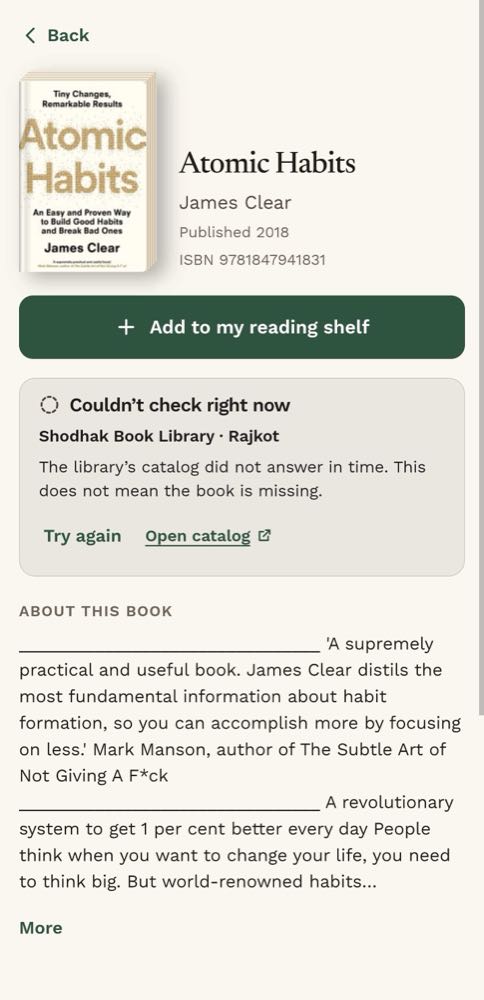 Back
Tiny Changes,
Remarkable Results
Atomic
Habits
An Easy and Proven Way
to Build Good Habits
and Break Bad Ones
James Clear
Atomic Habits
James Clear
Published 2018
ISBN 9781847941831
+ Add to my reading shelf
Couldn’t check right now
Shodhak Book Library · Rajkot
The library’s catalog did not answer in time. This
does not mean the book is missing.
Try again Open catalog
ABOUT THIS BOOK
______________________________ 'A supremely
practical and useful book. James Clear distils the
most fundamental information about habit
formation, so you can accomplish more by focusing
on less.' Mark Manson, author of The Subtle Art of
Not Giving A F*ck
______________________________ A revolutionary
system to get 1 per cent better every day People
think when you want to change your life, you need
to think big. But world-renowned habits...
More